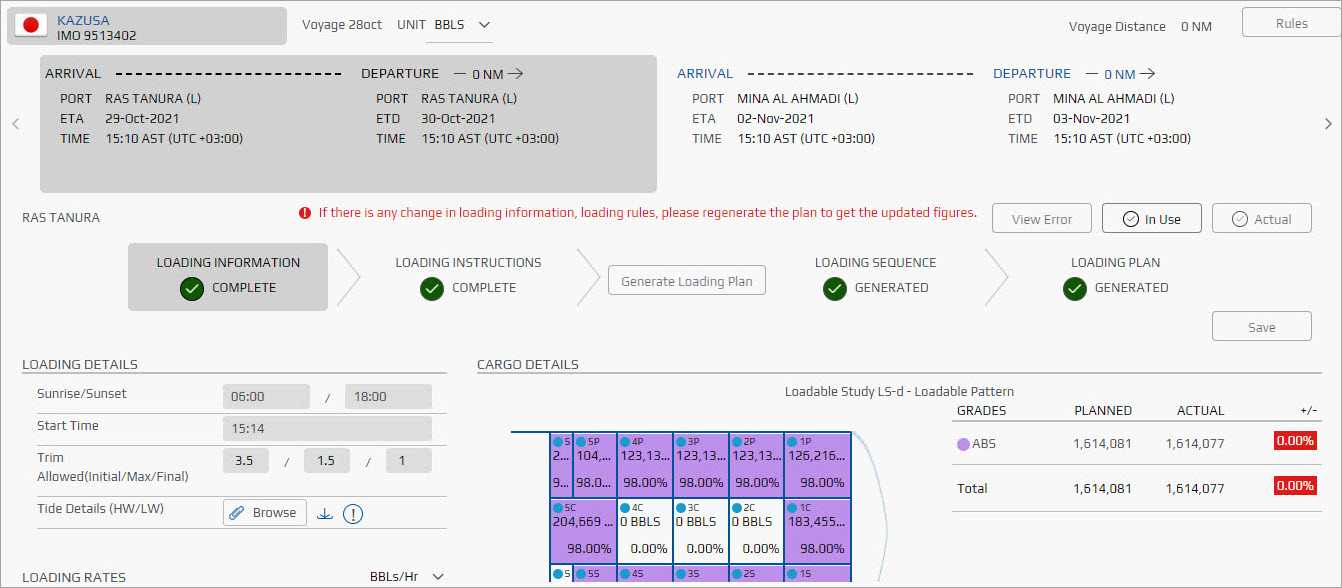 KAZUSA
IMO 9513402
Voyage 28oct UNIT BBLS
Voyage Distance 0 NM
Rules
ARRIVAL
PORT RAS TANURA (L)
ETA 29-Oct-2021
TIME 15:10 AST (UTC +03:00)
DEPARTURE 0 NM
PORT RAS TANURA (L)
ETD 30-Oct-2021
TIME 15:10 AST (UTC +03:00)
ARRIVAL
PORT MINA AL AHMADI (L)
ETA 02-Nov-2021
TIME 15:10 AST (UTC +03:00)
DEPARTURE 0 NM
PORT MINA AL AHMADI (L)
ETD 03-Nov-2021
TIME 15:10 AST (UTC +03:00)
RAS TANURA
If there is any change in loading information, loading rules, please regenerate the plan to get the updated figures.
View Error
In Use
Actual
LOADING INFORMATION
COMPLETE
LOADING INSTRUCTIONS
COMPLETE
Generate Loading Plan
LOADING SEQUENCE
GENERATED
LOADING PLAN
GENERATED
Save
LOADING DETAILS
Sunrise/Sunset 06:00 / 18:00
Start Time 15:14
Trim
Allowed(Initial/Max/Final) 3.5 / 1.5 / 1
Tide Details (HW/LW) Browse
LOADING RATES BBLs/Hr
CARGO DETAILS
Loadable Study LS-d - Loadable Pattern
S 5P 4P 3P 2P 1P
2... 104,... 123,13... 123,13... 123,13... 126,216...
9... 98.0... 98.00% 98.00% 98.00% 98.00%
5C 4C 3C 2C 1C
204,669 ... 0 BBLS 0 BBLS 0 BBLS 183,455...
98.00% 0.00% 0.00% 0.00% 98.00%
S 5S 4S 3S 2S 1S
GRADES PLANNED ACTUAL +/-
ABS 1,614,081 1,614,077 0.00%
Total 1,614,081 1,614,077 0.00%